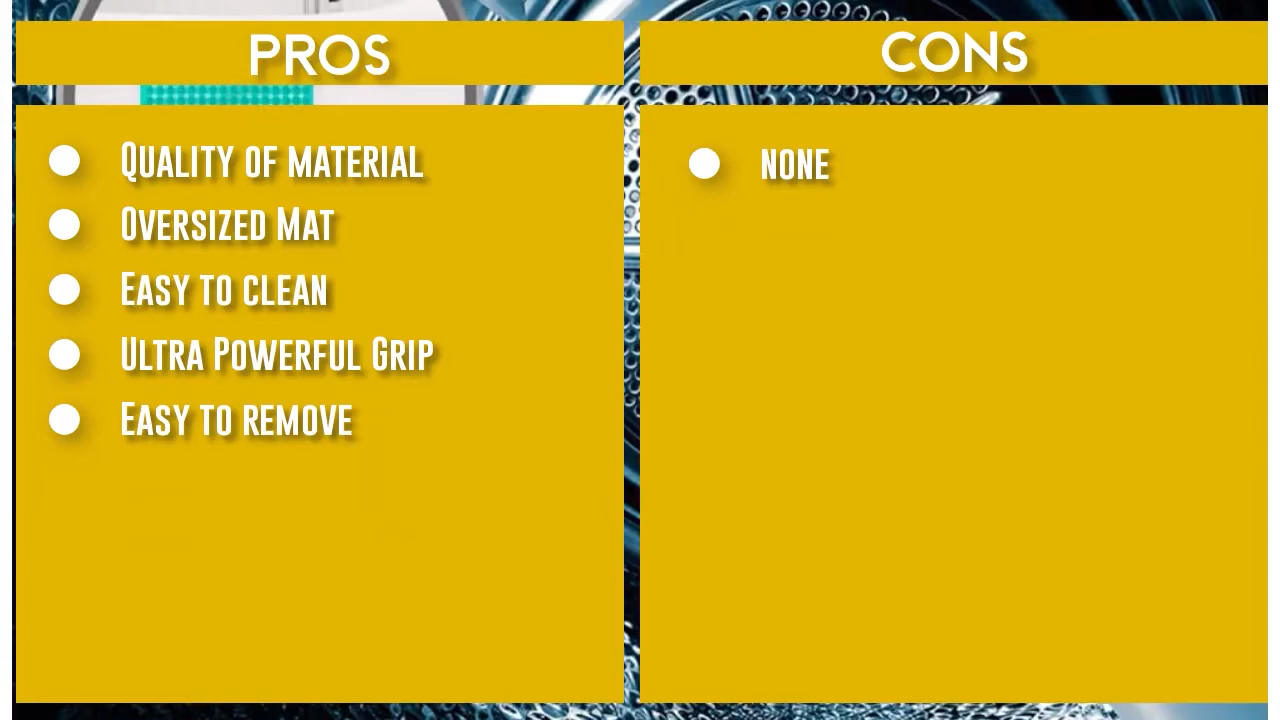 PROS
CONS
Quality of material
Oversized Mat
Easy to clean
Ultra Powerful Grip
Easy to remove
none